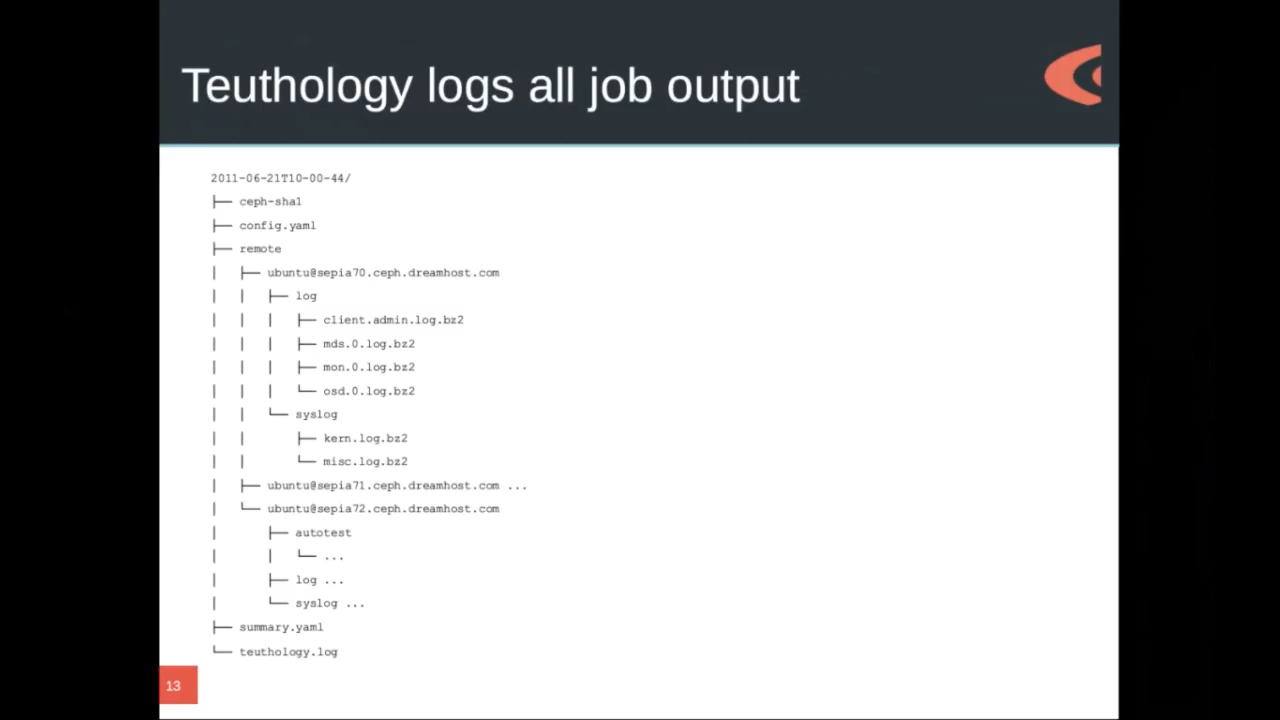 Teuthology logs all job output
2011-06-21T10-00-44/
├── ceph-sha1
├── config.yaml
├── remote
│   ├── ubuntu@sepia70.ceph.dreamhost.com
│   │   ├── log
│   │   │   ├── client.admin.log.bz2
│   │   │   ├── mds.0.log.bz2
│   │   │   ├── mon.0.log.bz2
│   │   │   └── osd.0.log.bz2
│   │   └── syslog
│   │       ├── kern.log.bz2
│   │       └── misc.log.bz2
│   ├── ubuntu@sepia71.ceph.dreamhost.com ...
│   └── ubuntu@sepia72.ceph.dreamhost.com
│       ├── autotest
│       │   └── ...
│       ├── log ...
│       └── syslog ...
├── summary.yaml
└── teuthology.log
13